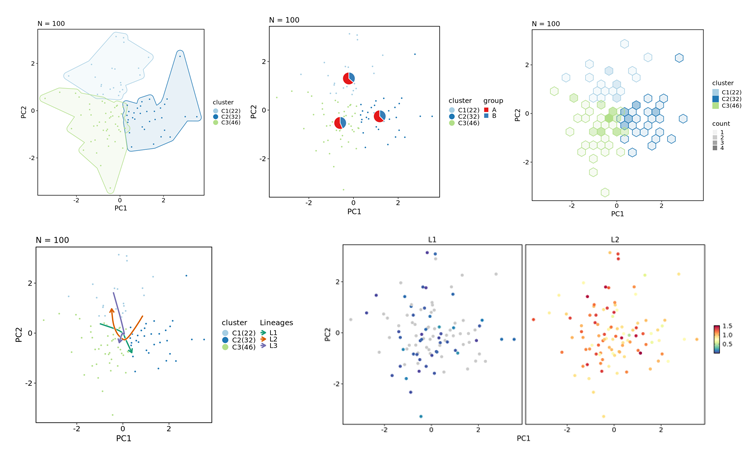 N = 100
2
0
-2
PC2
-2
0
2
PC1
cluster
C1(22)
C2(32)
C3(46)
N = 100
2
0
-2
PC2
-2
0
2
PC1
cluster
C1(22)
C2(32)
C3(46)
group
A
B
N = 100
2
0
-2
PC2
-2
0
2
PC1
cluster
C1(22)
C2(32)
C3(46)
count
1
2
3
4
N = 100
2
0
-2
PC2
-2
0
2
PC1
cluster
C1(22)
C2(32)
C3(46)
Lineages
L1
L2
L3
L1
L2
2
0
-2
PC2
-2
0
2
-2
0
2
PC1
1.5
1.0
0.5